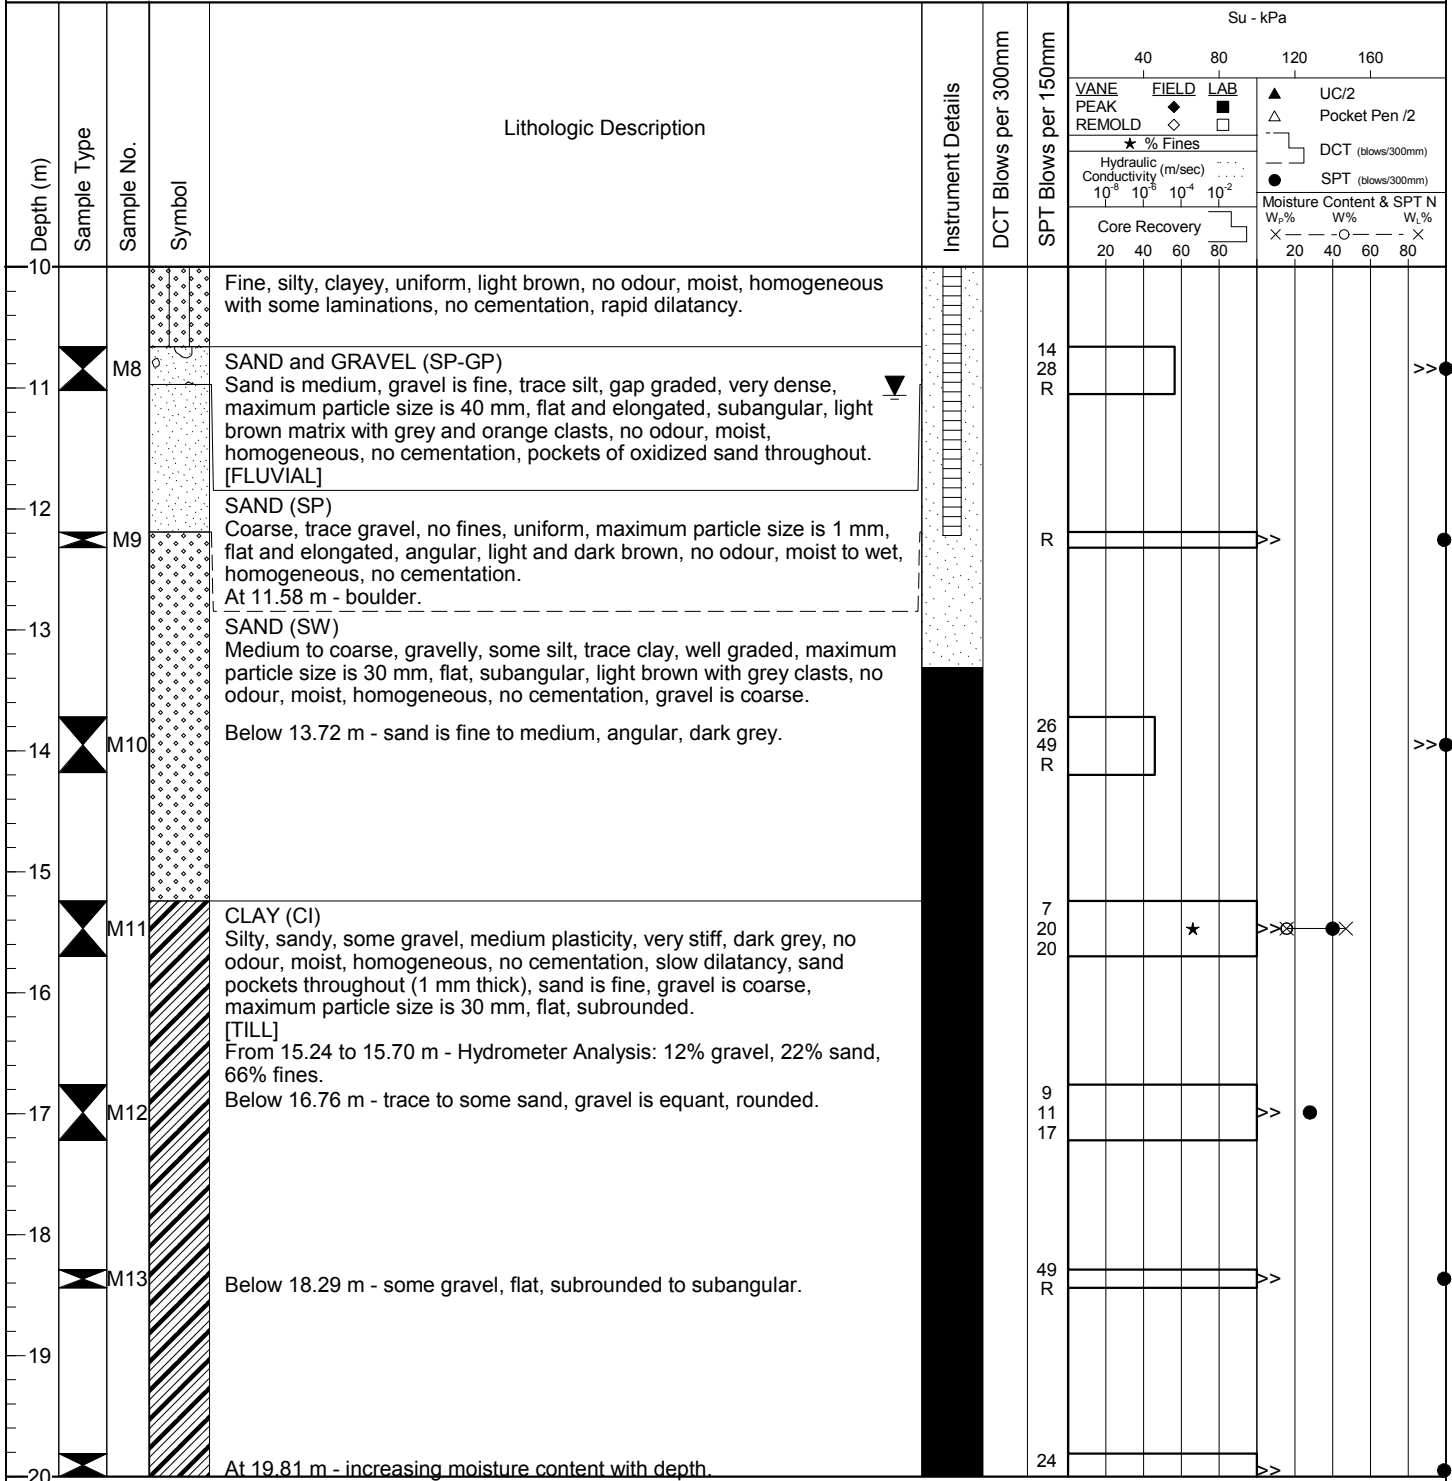 Su - kPa
40 80 120 160
Depth (m)
Sample Type
Sample No.
Symbol
Lithologic Description
Instrument Details
DCT Blows per 300mm
SPT Blows per 150mm
VANE FIELD LAB
PEAK ◆ ■
REMOLD ◇ □
★ % Fines
Hydraulic Conductivity (m/sec)
10⁻⁸ 10⁻⁶ 10⁻⁴ 10⁻²
Core Recovery
20 40 60 80
▲ UC/2
△ Pocket Pen /2
DCT (blows/300mm)
● SPT (blows/300mm)
Moisture Content & SPT N
Wₚ% W% W_L%
20 40 60 80
10
Fine, silty, clayey, uniform, light brown, no odour, moist, homogeneous
with some laminations, no cementation, rapid dilatancy.
M8
SAND and GRAVEL (SP-GP)
Sand is medium, gravel is fine, trace silt, gap graded, very dense,
maximum particle size is 40 mm, flat and elongated, subangular, light
brown matrix with grey and orange clasts, no odour, moist,
homogeneous, no cementation, pockets of oxidized sand throughout.
[FLUVIAL]
14
28
R
>>
11
12
SAND (SP)
Coarse, trace gravel, no fines, uniform, maximum particle size is 1 mm,
flat and elongated, angular, light and dark brown, no odour, moist to wet,
homogeneous, no cementation.
At 11.58 m - boulder.
M9
R
>>
13
SAND (SW)
Medium to coarse, gravelly, some silt, trace clay, well graded, maximum
particle size is 30 mm, flat, subangular, light brown with grey clasts, no
odour, moist, homogeneous, no cementation, gravel is coarse.
Below 13.72 m - sand is fine to medium, angular, dark grey.
M10
26
49
R
>>
14
15
CLAY (CI)
Silty, sandy, some gravel, medium plasticity, very stiff, dark grey, no
odour, moist, homogeneous, no cementation, slow dilatancy, sand
pockets throughout (1 mm thick), sand is fine, gravel is coarse,
maximum particle size is 30 mm, flat, subrounded.
[TILL]
From 15.24 to 15.70 m - Hydrometer Analysis: 12% gravel, 22% sand,
66% fines.
M11
7
20
20
>>
16
Below 16.76 m - trace to some sand, gravel is equant, rounded.
M12
9
11
17
>>
17
18
M13
Below 18.29 m - some gravel, flat, subrounded to subangular.
49
R
>>
19
At 19.81 m - increasing moisture content with depth.
24
>>
20